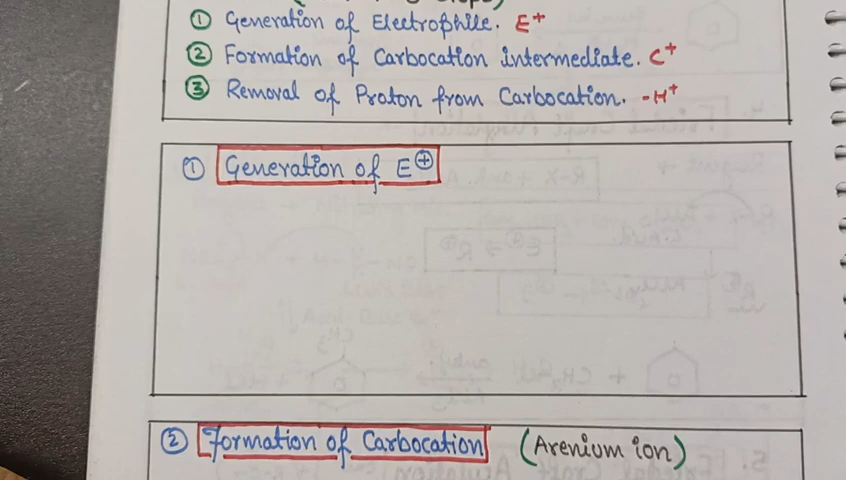 ① Generation of Electrophile. E⁺
② Formation of Carbocation intermediate. C⁺
③ Removal of Proton from Carbocation. -H⁺
① Generation of E⊕
② Formation of Carbocation (Arenium ion)